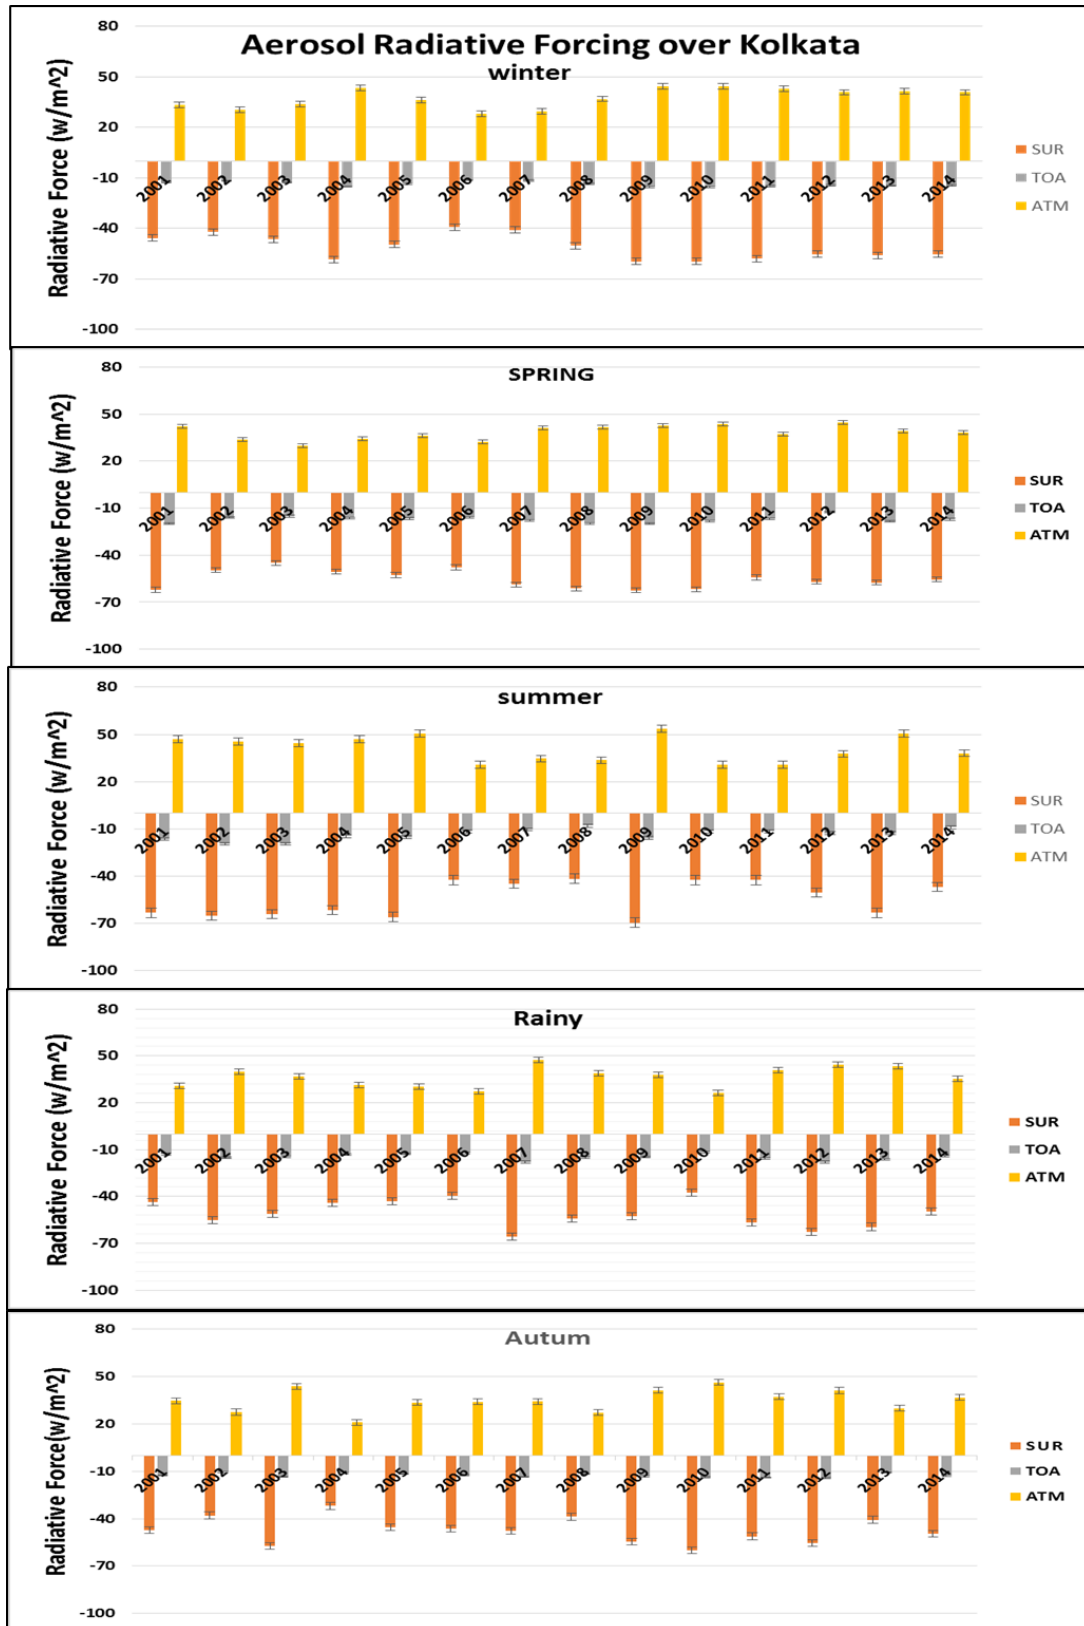 Aerosol Radiative Forcing over Kolkata
winter
Radiative Force (w/m^2)
80
50
20
-10
-40
-70
-100
2001 2002 2003 2004 2005 2006 2007 2008 2009 2010 2011 2012 2013 2014
SUR
TOA
ATM
SPRING
Radiative Force (w/m^2)
80
50
20
-10
-40
-70
-100
2001 2002 2003 2004 2005 2006 2007 2008 2009 2010 2011 2012 2013 2014
SUR
TOA
ATM
summer
Radiative Force (w/m^2)
80
50
20
-10
-40
-70
-100
2001 2002 2003 2004 2005 2006 2007 2008 2009 2010 2011 2012 2013 2014
SUR
TOA
ATM
Rainy
Radiative Force (w/m^2)
80
50
20
-10
-40
-70
-100
2001 2002 2003 2004 2005 2006 2007 2008 2009 2010 2011 2012 2013 2014
SUR
TOA
ATM
Autum
Radiative Force(w/m^2)
80
50
20
-10
-40
-70
-100
2001 2002 2003 2004 2005 2006 2007 2008 2009 2010 2011 2012 2013 2014
SUR
TOA
ATM